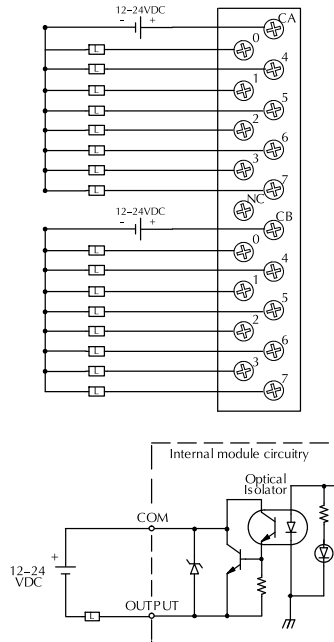 12–24VDC
- +
CA
0
L
4
L
1
L
5
L
2
L
6
L
3
L
7
L
NC
12–24VDC
- +
CB
0
L
4
L
1
L
5
L
2
L
6
L
3
L
7
L
Internal module circuitry
Optical
Isolator
COM
+
12–24
VDC
L
OUTPUT